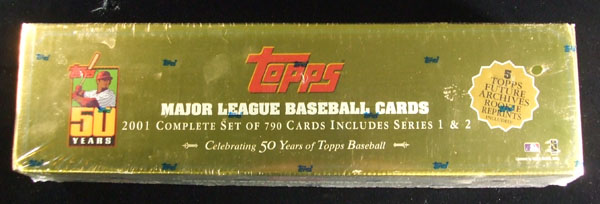 Topps
50
YEARS
TOPPS
MAJOR LEAGUE BASEBALL CARDS
2001 COMPLETE SET OF 790 CARDS INCLUDES SERIES 1 & 2
Celebrating 50 Years of Topps Baseball
5
TOPPS
FUTURE
ARCHIVES
ROOKIE
REPRINTS
INCLUDED